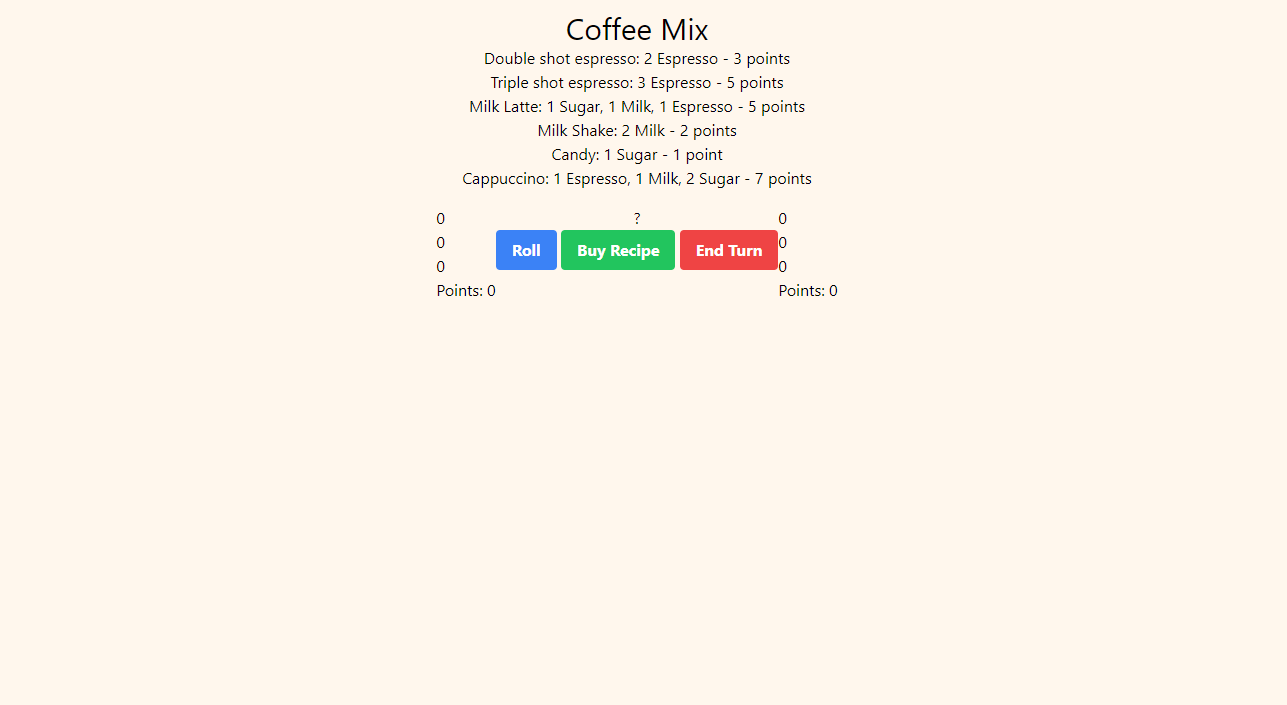 Coffee Mix
Double shot espresso: 2 Espresso - 3 points
Triple shot espresso: 3 Espresso - 5 points
Milk Latte: 1 Sugar, 1 Milk, 1 Espresso - 5 points
Milk Shake: 2 Milk - 2 points
Candy: 1 Sugar - 1 point
Cappuccino: 1 Espresso, 1 Milk, 2 Sugar - 7 points
0 ? 0
0 Roll Buy Recipe End Turn 0
0 0
Points: 0 Points: 0